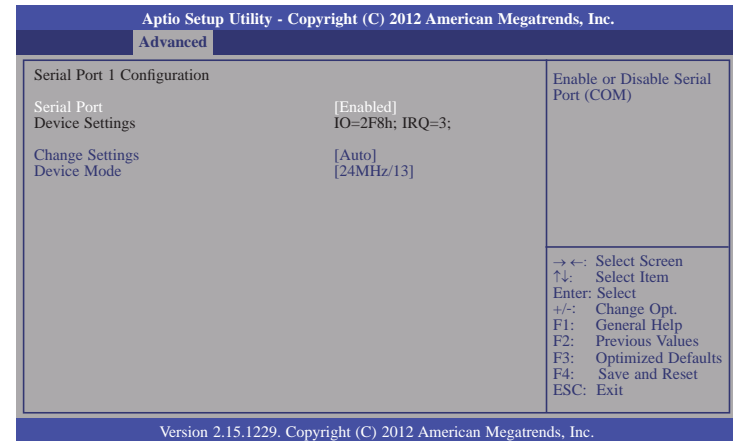 Aptio Setup Utility - Copyright (C) 2012 American Megatrends, Inc.
Advanced
Serial Port 1 Configuration
Serial Port [Enabled]
Device Settings IO=2F8h; IRQ=3;
Change Settings [Auto]
Device Mode [24MHz/13]
Enable or Disable Serial
Port (COM)
→←: Select Screen
↑↓: Select Item
Enter: Select
+/-: Change Opt.
F1: General Help
F2: Previous Values
F3: Optimized Defaults
F4: Save and Reset
ESC: Exit
Version 2.15.1229. Copyright (C) 2012 American Megatrends, Inc.